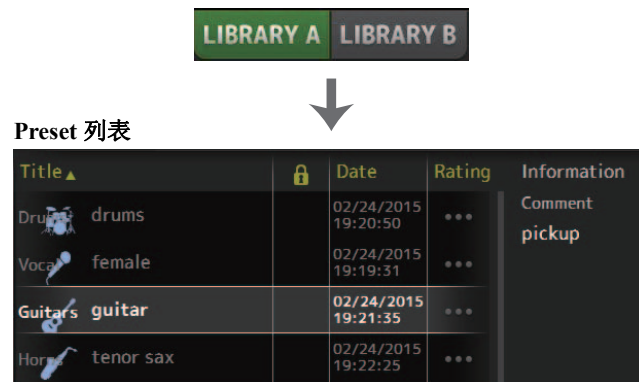 LIBRARY A LIBRARY B
Preset 列表
Title▲ Date Rating Information
Comment
pickup
Drums drums 02/24/2015 19:20:50 •••
Vocal female 02/24/2015 19:19:31 •••
Guitars guitar 02/24/2015 19:21:35 •••
Horns tenor sax 02/24/2015 19:22:25 •••